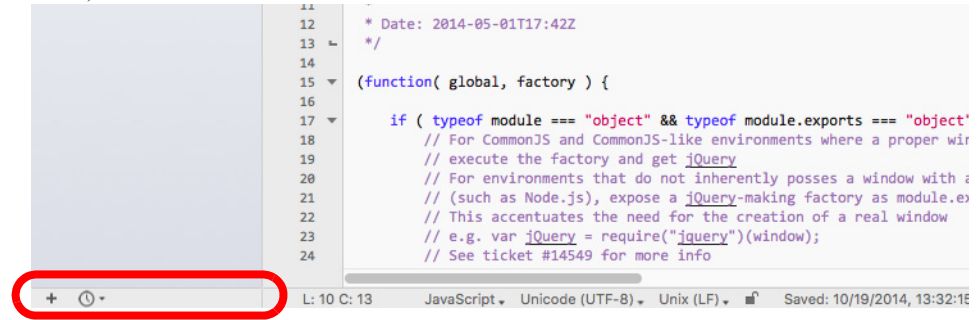 11
12 * Date: 2014-05-01T17:42Z
13 */
14
15 (function( global, factory ) {
16
17 if ( typeof module === "object" && typeof module.exports === "object"
18 // For CommonJS and CommonJS-like environments where a proper
19 // execute the factory and get jQuery
20 // For environments that do not inherently posses a window with a
21 // (such as Node.js), expose a jQuery-making factory as
22 // This accentuates the need for the creation of a real window
23 // e.g. var jQuery = require("jquery")(window);
24 // See ticket #14549 for more info
+ L: 10 C: 13 JavaScript Unicode (UTF-8) Unix (LF) Saved: 10/19/2014, 13:32:15